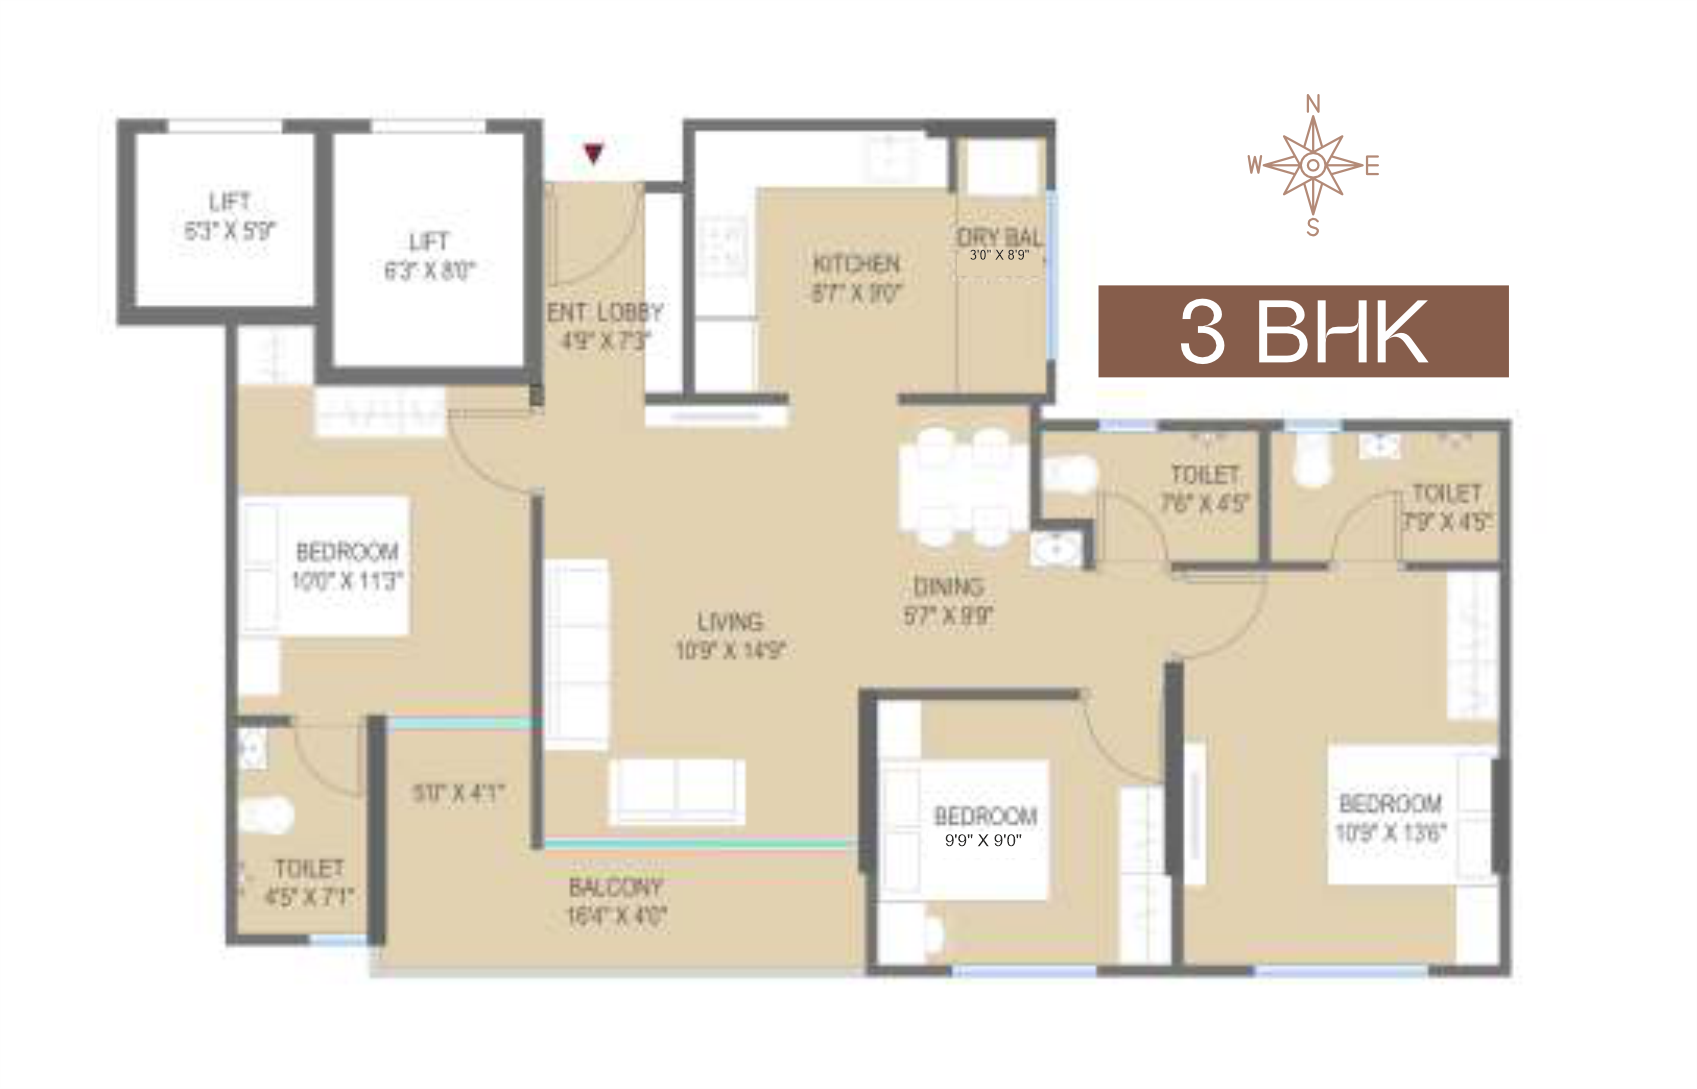 N
W E
S
3 BHK
LIFT
6'3" X 5'9"
LIFT
6'3" X 8'0"
ENT. LOBBY
4'9" X 7'3"
KITCHEN
8'7" X 9'0"
DRY BAL
3'0" X 8'9"
TOILET
7'6" X 4'5"
TOILET
7'9" X 4'5"
BEDROOM
10'0" X 11'3"
DINING
5'7" X 9'9"
LIVING
10'9" X 14'9"
5'0" X 4'1"
BEDROOM
9'9" X 9'0"
BEDROOM
10'9" X 13'6"
TOILET
4'5" X 7'1"
BALCONY
16'4" X 4'0"